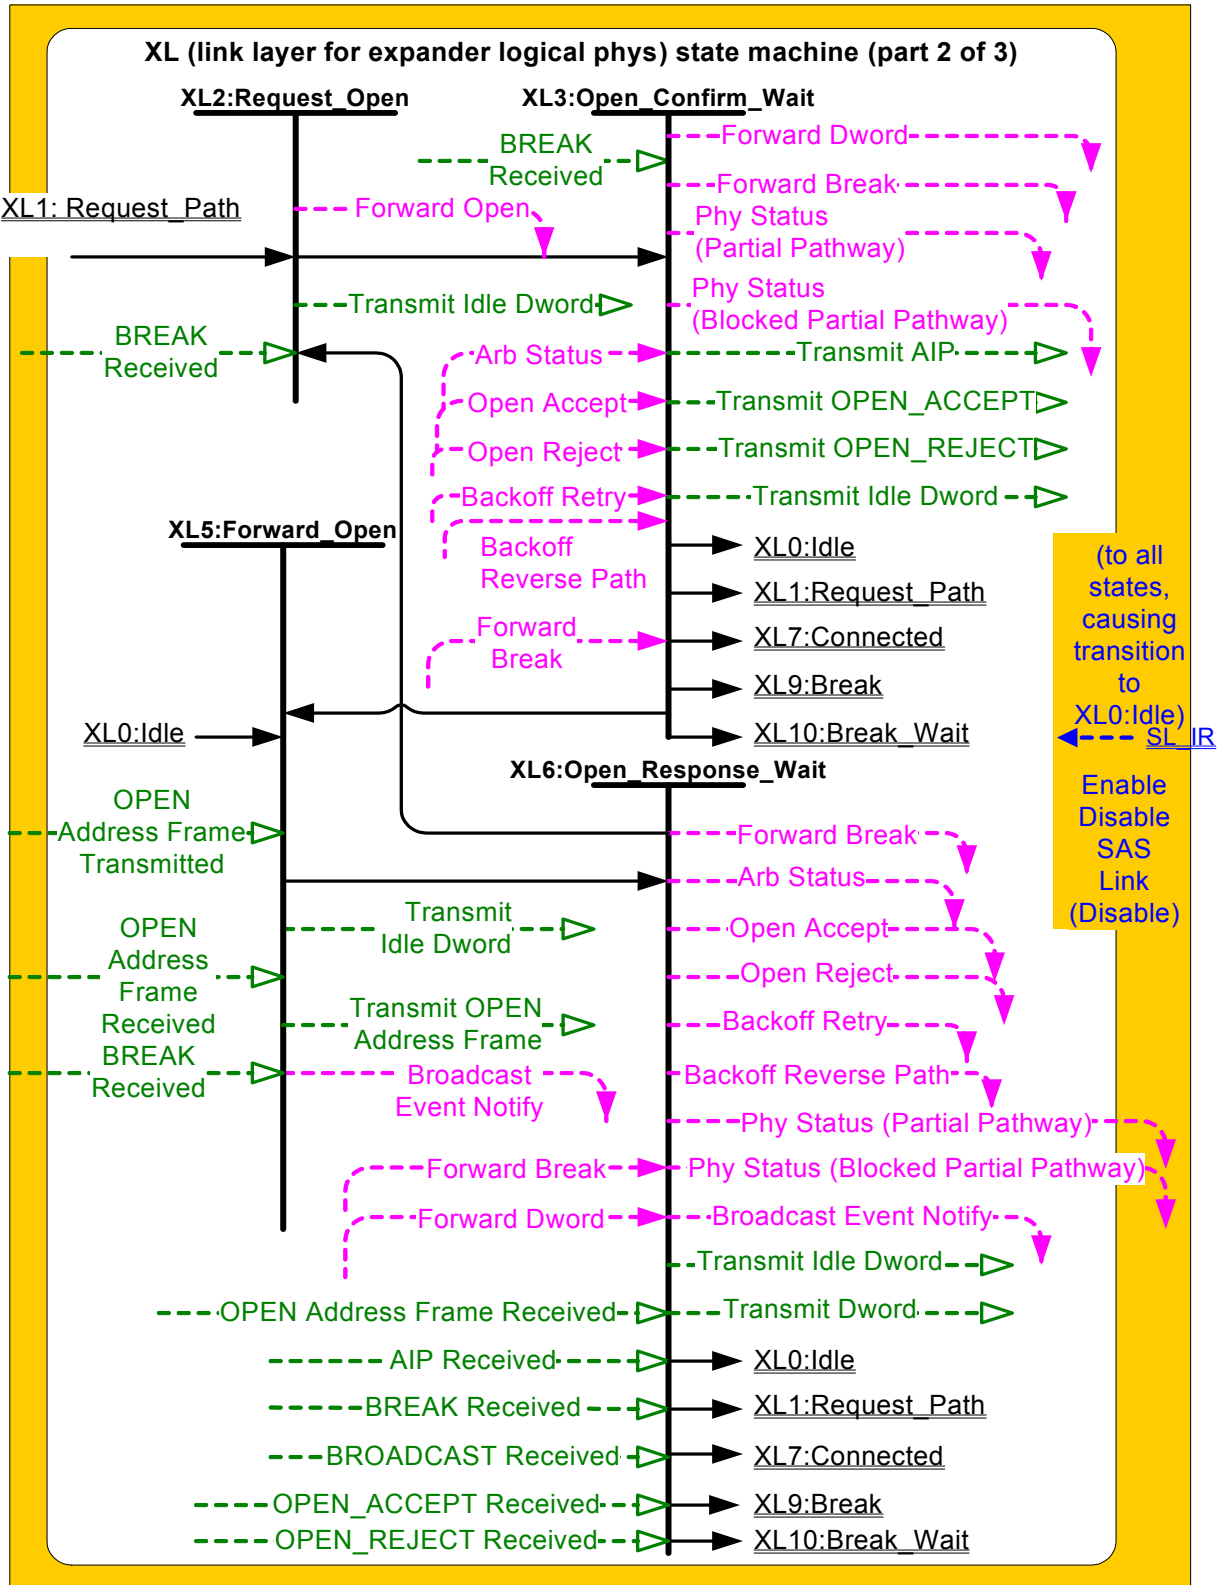 XL (link layer for expander logical phys) state machine (part 2 of 3)
XL2:Request_Open
XL3:Open_Confirm_Wait
Forward Dword
BREAK
Received
Forward Break
XL1: Request_Path
Forward Open
Phy Status
(Partial Pathway)
Transmit Idle Dword
Phy Status
(Blocked Partial Pathway)
BREAK
Received
Arb Status
Transmit AIP
Open Accept
Transmit OPEN_ACCEPT
Open Reject
Transmit OPEN_REJECT
Backoff Retry
Transmit Idle Dword
XL5:Forward_Open
Backoff
Reverse Path
XL0:Idle
XL1:Request_Path
Forward
Break
XL7:Connected
XL9:Break
XL0:Idle
XL10:Break_Wait
(to all
states,
causing
transition
to
XL0:Idle)
SL_IR
Enable
Disable
SAS
Link
(Disable)
XL6:Open_Response_Wait
OPEN
Address Frame
Transmitted
Forward Break
Arb Status
Transmit
Idle Dword
Open Accept
OPEN
Address
Frame
Received
Open Reject
Transmit OPEN
Address Frame
Backoff Retry
BREAK
Received
Broadcast
Event Notify
Backoff Reverse Path
Phy Status (Partial Pathway)
Forward Break
Phy Status (Blocked Partial Pathway)
Forward Dword
Broadcast Event Notify
Transmit Idle Dword
OPEN Address Frame Received
Transmit Dword
AIP Received
XL0:Idle
BREAK Received
XL1:Request_Path
BROADCAST Received
XL7:Connected
OPEN_ACCEPT Received
XL9:Break
OPEN_REJECT Received
XL10:Break_Wait